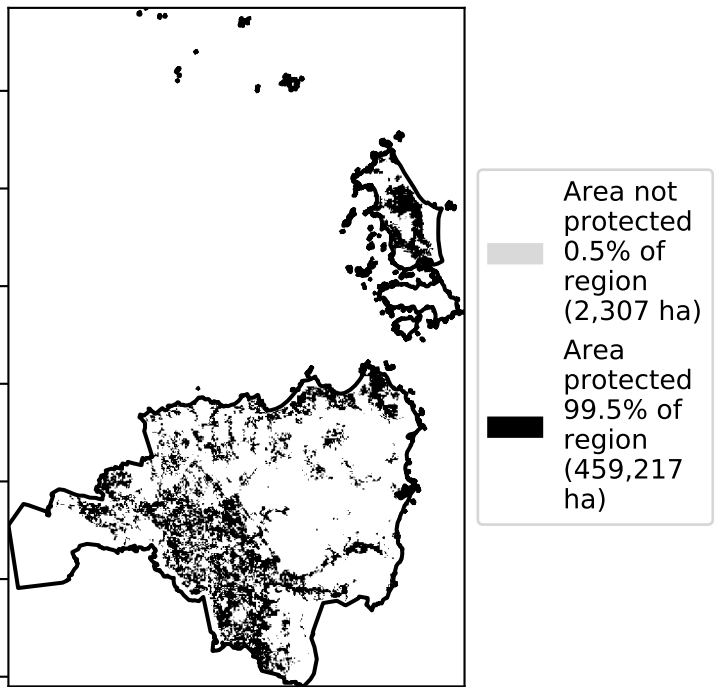 Area not
protected
0.5% of
region
(2,307 ha)
Area
protected
99.5% of
region
(459,217
ha)